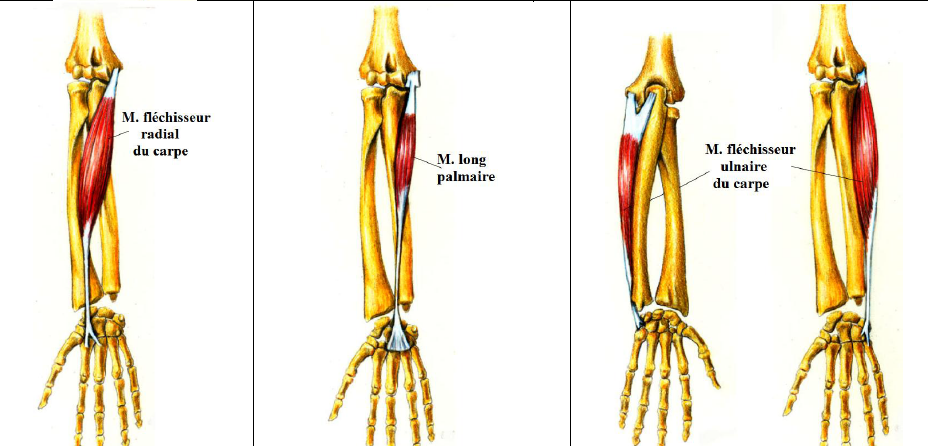 M. fléchisseur
radial
du carpe
M. long
palmaire
M. fléchisseur
ulnaire
du carpe